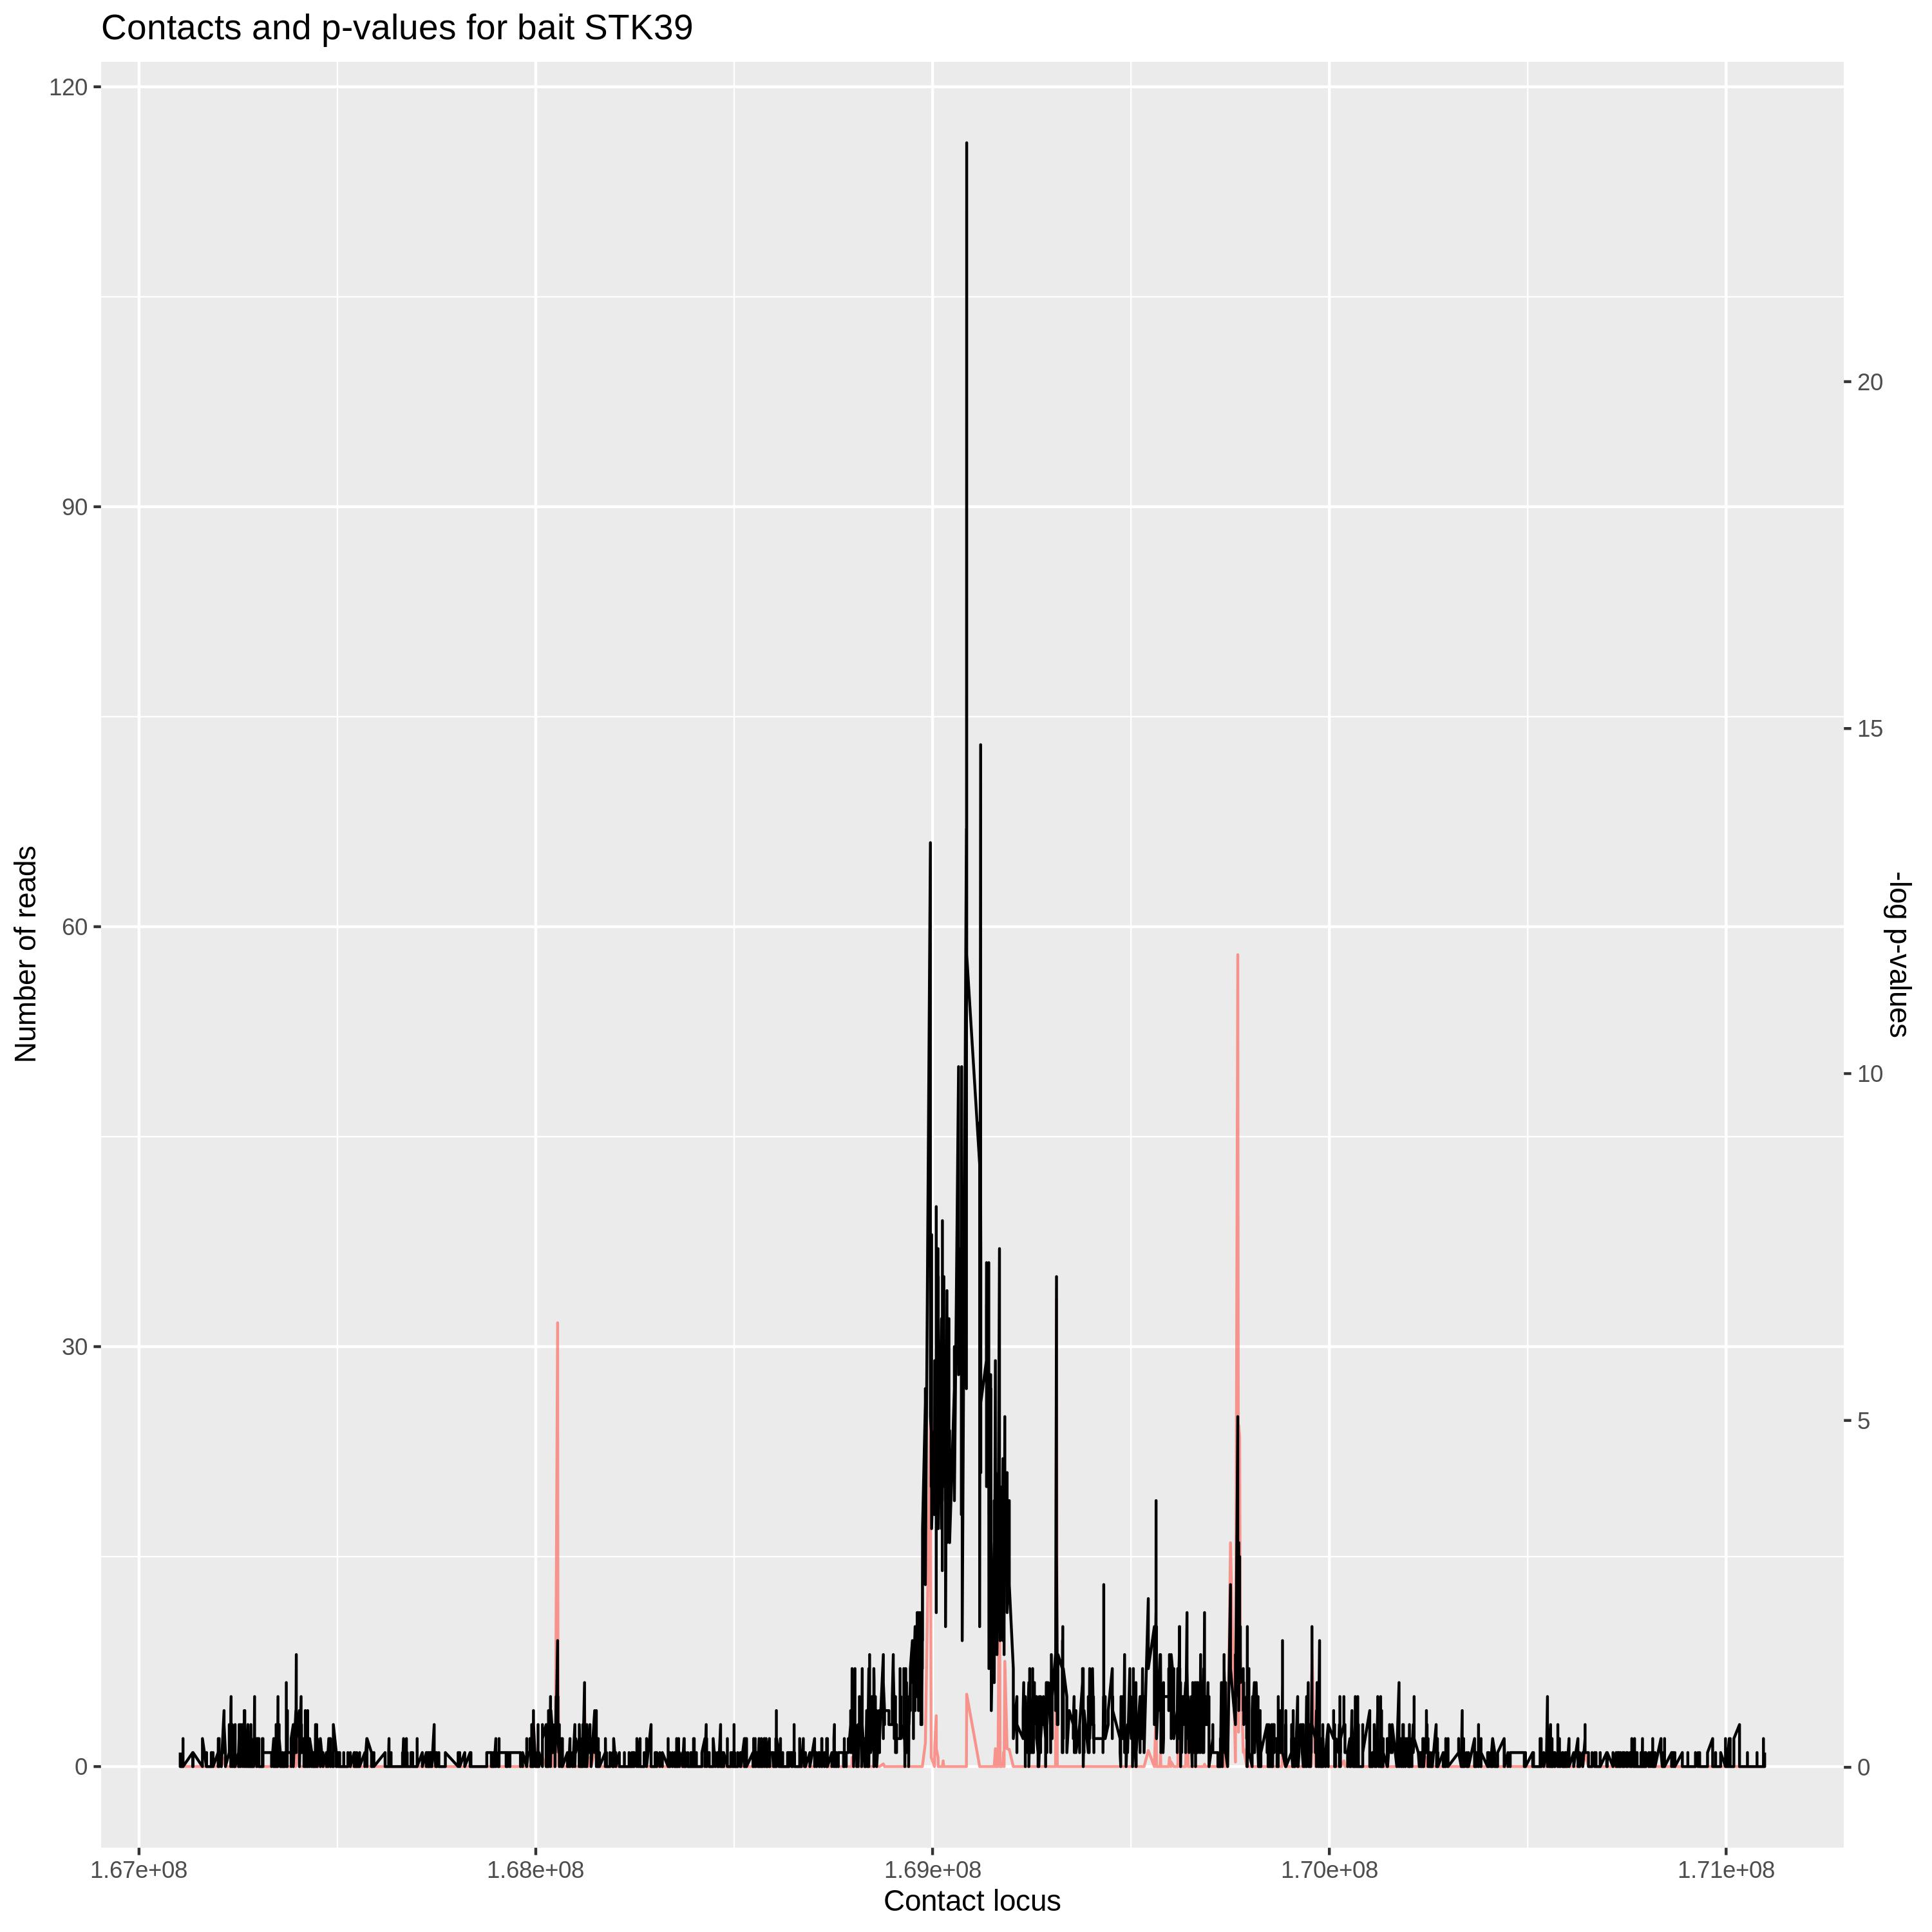 Contacts and p-values for bait STK39
120
90
60
30
0
Number of reads
20
15
10
5
0
-log p-values
1.67e+08 1.68e+08 1.69e+08 1.70e+08 1.71e+08
Contact locus